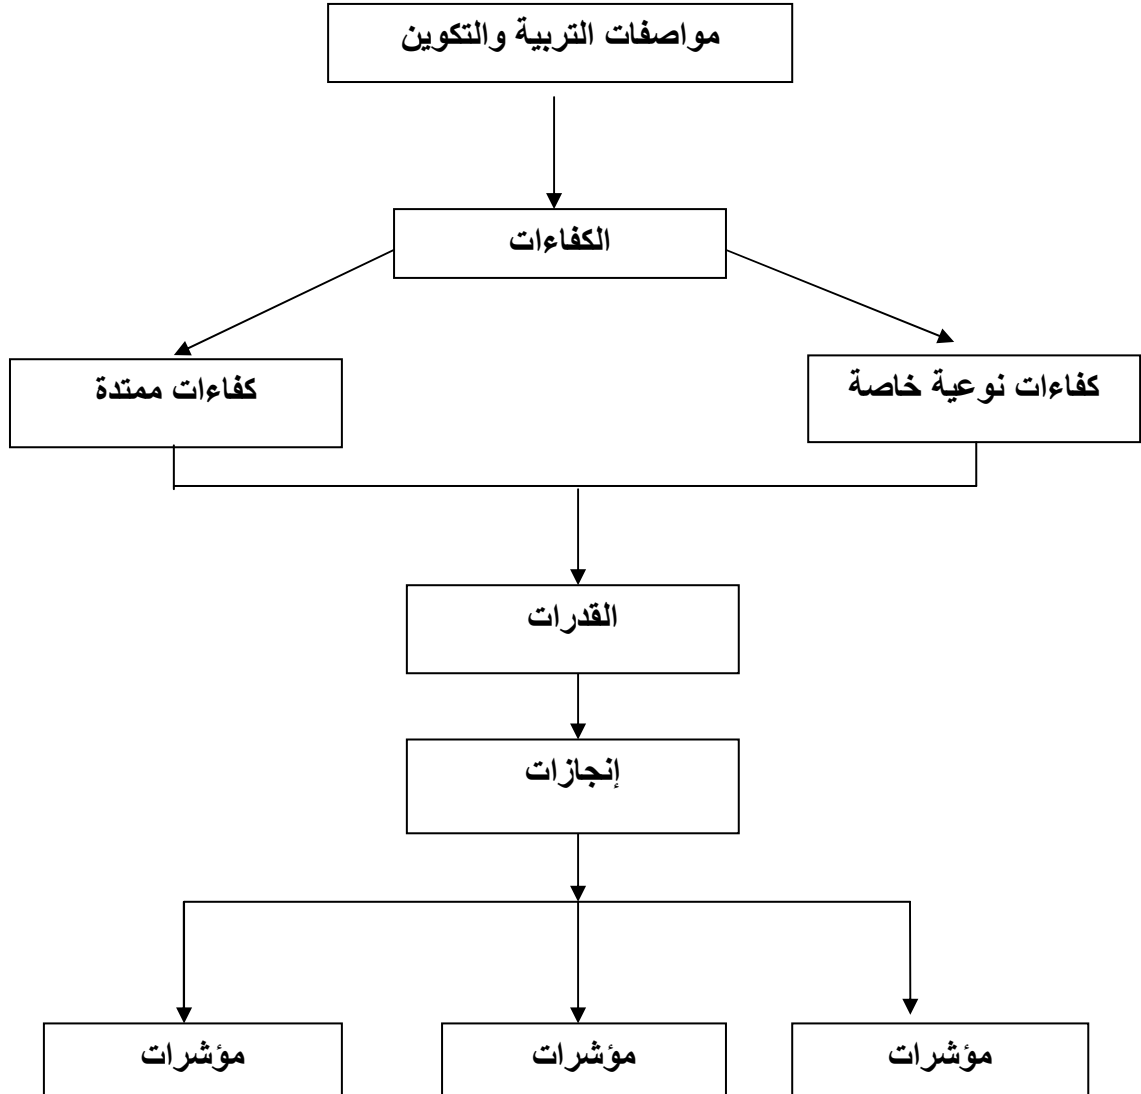 مواصفات التربية والتكوين
الكفاءات
كفاءات نوعية خاصة
كفاءات ممتدة
القدرات
إنجازات
مؤشرات
مؤشرات
مؤشرات